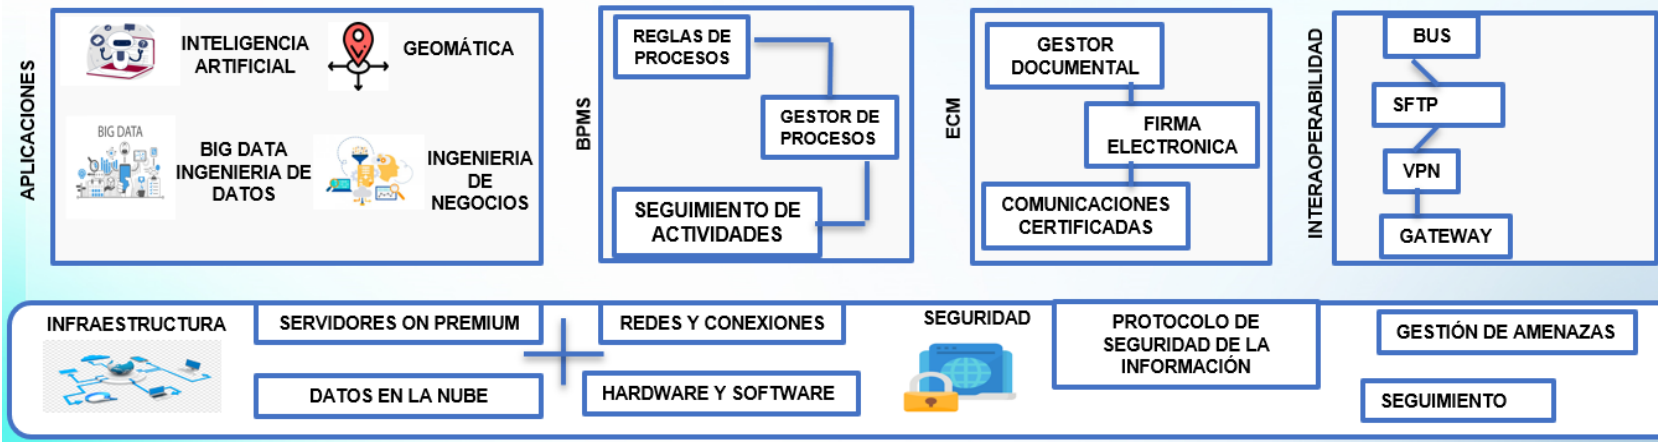 APLICACIONES
INTELIGENCIA
ARTIFICIAL
GEOMÁTICA
BIG DATA
BIG DATA
INGENIERIA DE
DATOS
INGENIERIA
DE
NEGOCIOS
BPMS
REGLAS DE
PROCESOS
GESTOR DE
PROCESOS
SEGUIMIENTO DE
ACTIVIDADES
ECM
GESTOR
DOCUMENTAL
FIRMA
ELECTRONICA
COMUNICACIONES
CERTIFICADAS
INTERAOPERABILIDAD
BUS
SFTP
VPN
GATEWAY
INFRAESTRUCTURA
SERVIDORES ON PREMIUM
DATOS EN LA NUBE
REDES Y CONEXIONES
HARDWARE Y SOFTWARE
SEGURIDAD
PROTOCOLO DE
SEGURIDAD DE LA
INFORMACIÓN
GESTIÓN DE AMENAZAS
SEGUIMIENTO